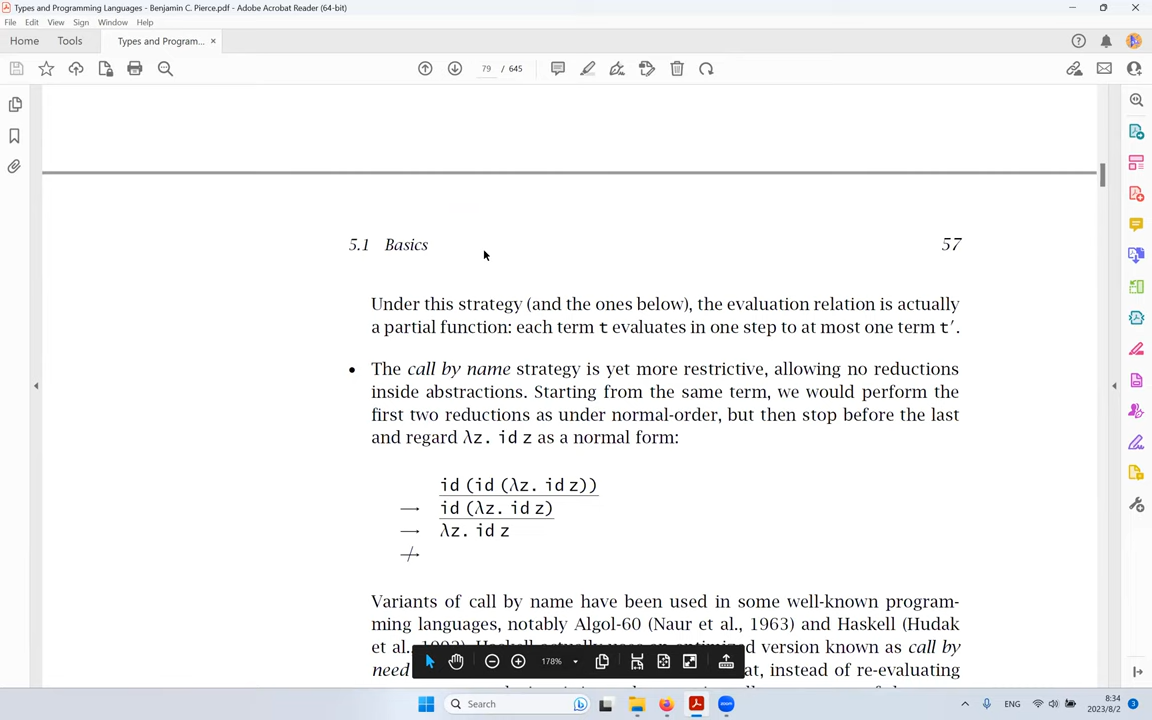 Types and Programming Languages - Benjamin C. Pierce.pdf - Adobe Acrobat Reader (64-bit)
File Edit View Sign Window Help
Home Tools Types and Program... ×
79 / 645
5.1 Basics 57
Under this strategy (and the ones below), the evaluation relation is actually
a partial function: each term t evaluates in one step to at most one term t′.
• The call by name strategy is yet more restrictive, allowing no reductions
inside abstractions. Starting from the same term, we would perform the
first two reductions as under normal-order, but then stop before the last
and regard λz. id z as a normal form:
id (id (λz. id z))
→ id (λz. id z)
→ λz. id z
↛
Variants of call by name have been used in some well-known program-
ming languages, notably Algol-60 (Naur et al., 1963) and Haskell (Hudak
et al., version known as call by
need at, instead of re-evaluating
178%
Search
ENG 8:34
2023/8/2 3